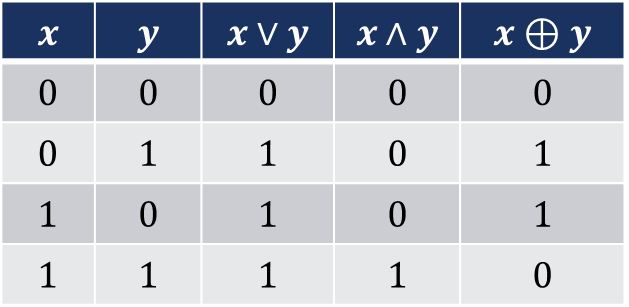 x y x ∨ y x ∧ y x ⊕ y
0 0 0 0 0
0 1 1 0 1
1 0 1 0 1
1 1 1 1 0